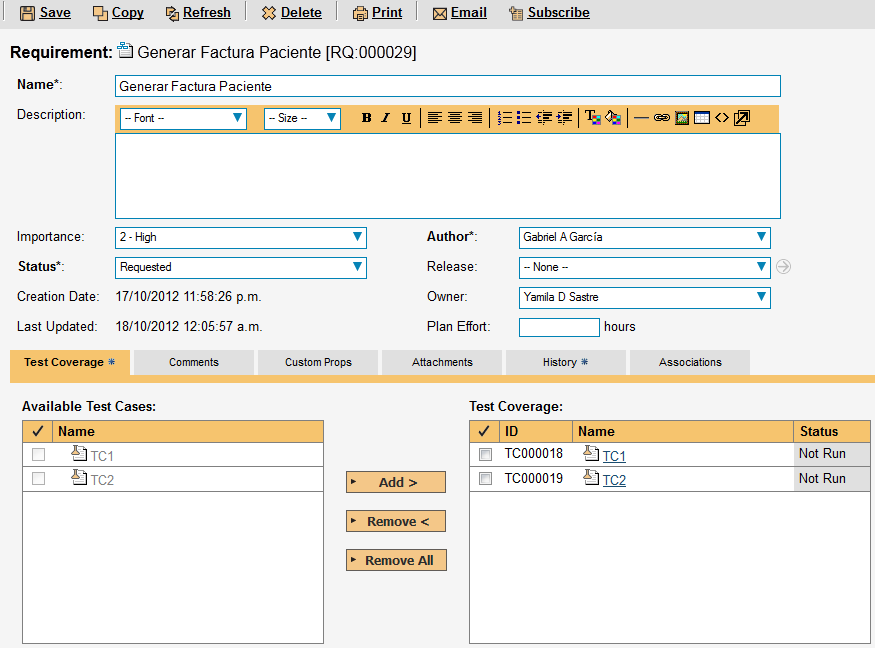 Save Copy Refresh Delete Print Email Subscribe
Requirement: Generar Factura Paciente [RQ:000029]
Name*: Generar Factura Paciente
Description: -- Font -- -- Size -- B I U
Importance: 2 - High Author*: Gabriel A García
Status*: Requested Release: -- None --
Creation Date: 17/10/2012 11:58:26 p.m. Owner: Yamila D Sastre
Last Updated: 18/10/2012 12:05:57 a.m. Plan Effort: hours
Test Coverage * Comments Custom Props Attachments History * Associations
Available Test Cases: Test Coverage:
✓ Name ✓ ID Name Status
TC1 TC000018 TC1 Not Run
TC2 TC000019 TC2 Not Run
Add >
Remove <
Remove All